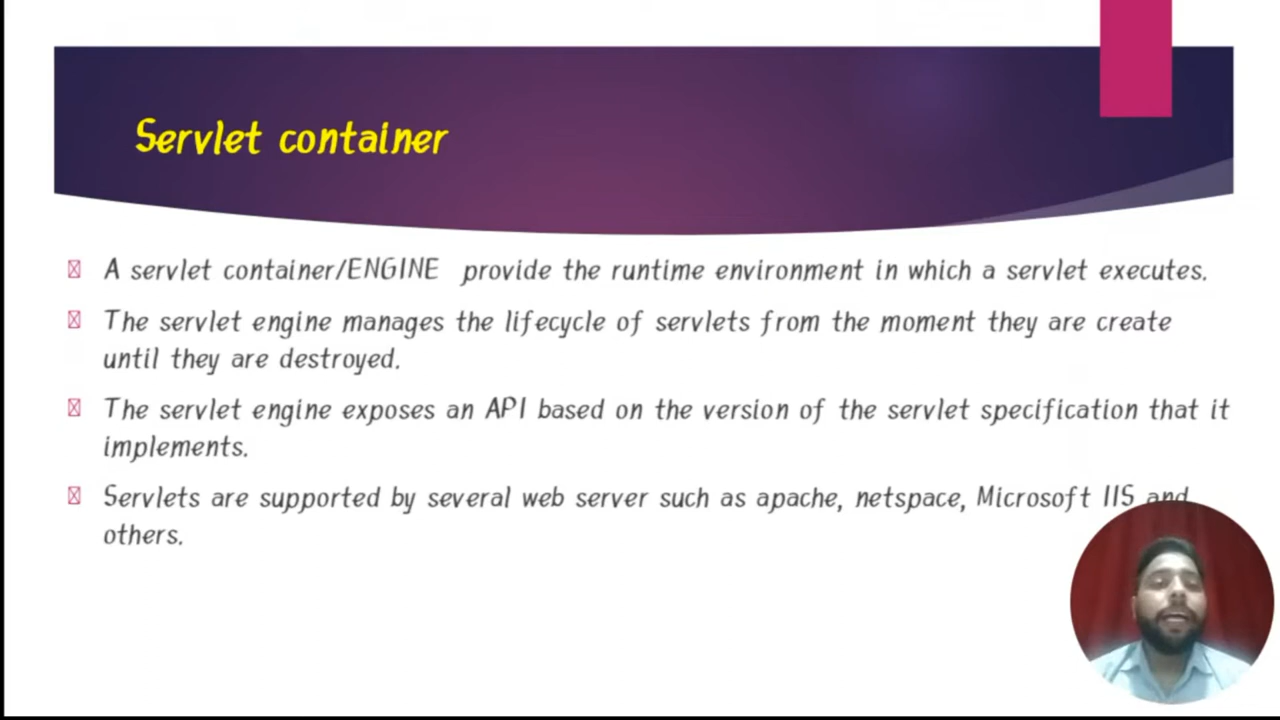 Servlet container
A servlet container/ENGINE provide the runtime environment in which a servlet executes.
The servlet engine manages the lifecycle of servlets from the moment they are create
until they are destroyed.
The servlet engine exposes an API based on the version of the servlet specification that it
implements.
Servlets are supported by several web server such as apache, netspace, Microsoft IIS and
others.